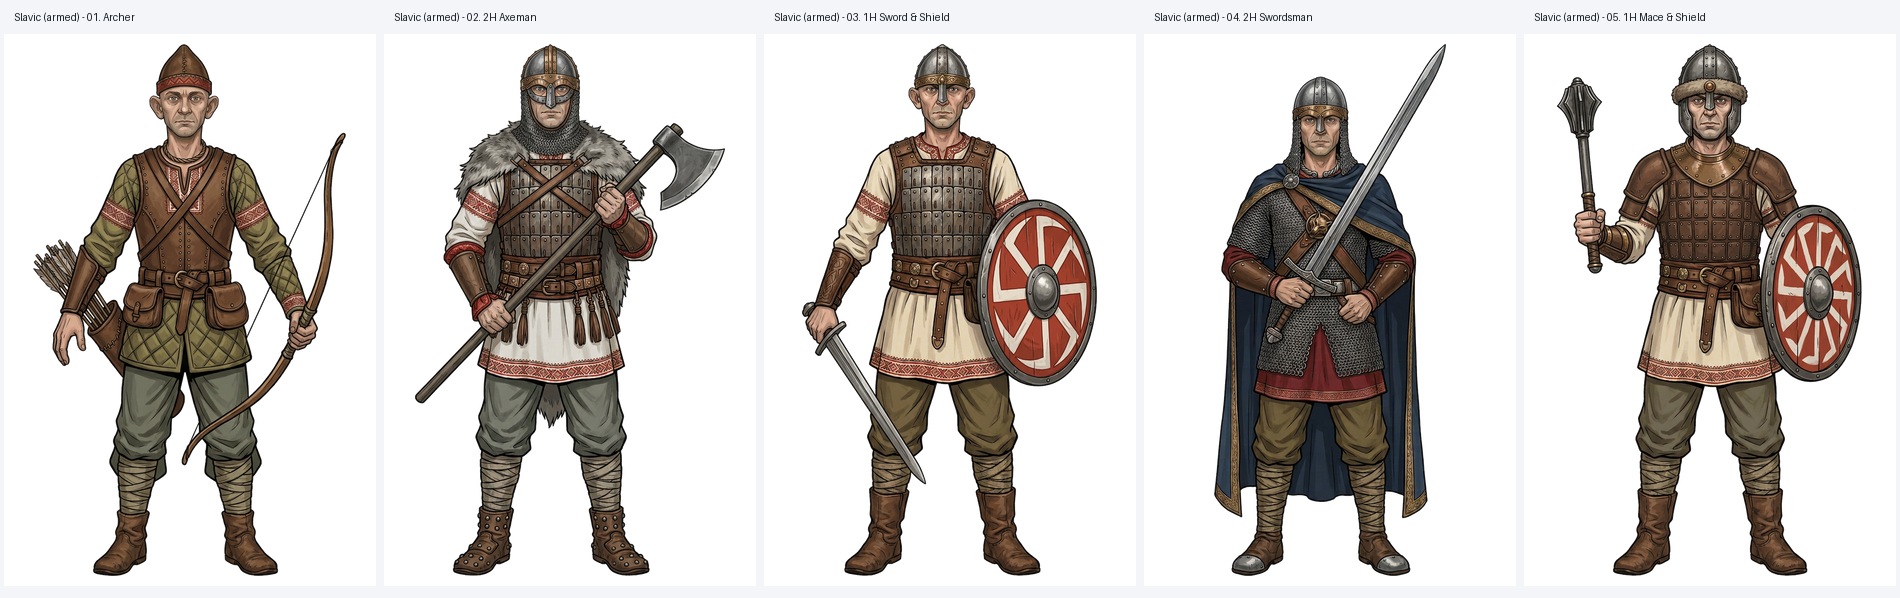 Slavic (armed) - 01. Archer
Slavic (armed) - 02. 2H Axeman
Slavic (armed) - 03. 1H Sword & Shield
Slavic (armed) - 04. 2H Swordsman
Slavic (armed) - 05. 1H Mace & Shield